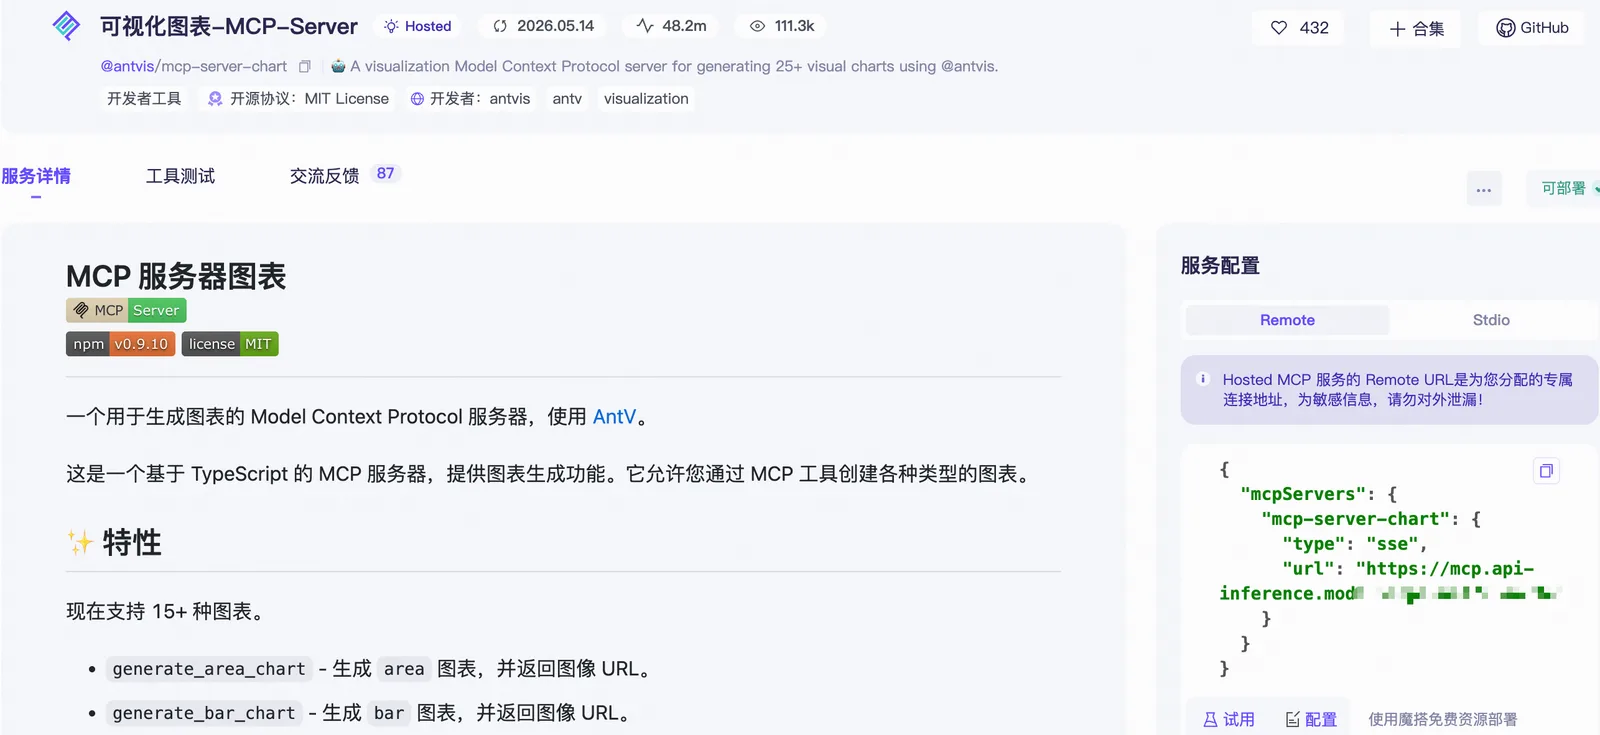 可视化图表-MCP-Server Hosted 2026.05.14 48.2m 111.3k 432 + 合集 GitHub
@antvis/mcp-server-chart 🤖 A visualization Model Context Protocol server for generating 25+ visual charts using @antvis.
开发者工具 开源协议：MIT License 开发者：antvis antv visualization
服务详情 工具测试 交流反馈 87
... 可部署
MCP 服务器图表
MCP Server
npm v0.9.10 license MIT
一个用于生成图表的 Model Context Protocol 服务器，使用 AntV。
这是一个基于 TypeScript 的 MCP 服务器，提供图表生成功能。它允许您通过 MCP 工具创建各种类型的图表。
✨ 特性
现在支持 15+ 种图表。
• generate_area_chart - 生成 area 图表，并返回图像 URL。
• generate_bar_chart - 生成 bar 图表，并返回图像 URL。
服务配置
Remote Stdio
Hosted MCP 服务的 Remote URL是为您分配的专属
连接地址，为敏感信息，请勿对外泄漏！
{
"mcpServers": {
"mcp-server-chart": {
"type": "sse",
"url": "https://mcp.api-
inference.mod
}
}
}
试用 配置 使用魔搭免费资源部署